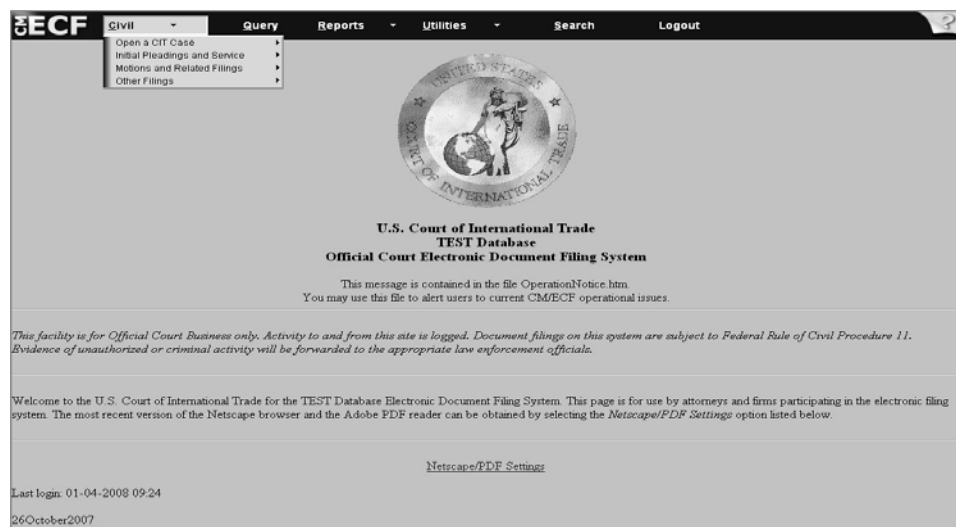 CM ECF Civil Query Reports Utilities Search Logout ?
Open a CIT Case
Initial Pleadings and Service
Motions and Related Filings
Other Filings
UNITED STATES
COURT OF INTERNATIONAL TRADE
U.S. Court of International Trade
TEST Database
Official Court Electronic Document Filing System
This message is contained in the file OperationNotice.htm.
You may use this file to alert users to current CM/ECF operational issues.
This facility is for Official Court Business only. Activity to and from this site is logged. Document filings on this system are subject to Federal Rule of Civil Procedure 11.
Evidence of unauthorized or criminal activity will be forwarded to the appropriate law enforcement officials.
Welcome to the U.S. Court of International Trade for the TEST Database Electronic Document Filing System. This page is for use by attorneys and firms participating in the electronic filing
system. The most recent version of the Netscape browser and the Adobe PDF reader can be obtained by selecting the Netscape/PDF Settings option listed below.
Netscape/PDF Settings
Last login: 01-04-2008 09:24
26October2007